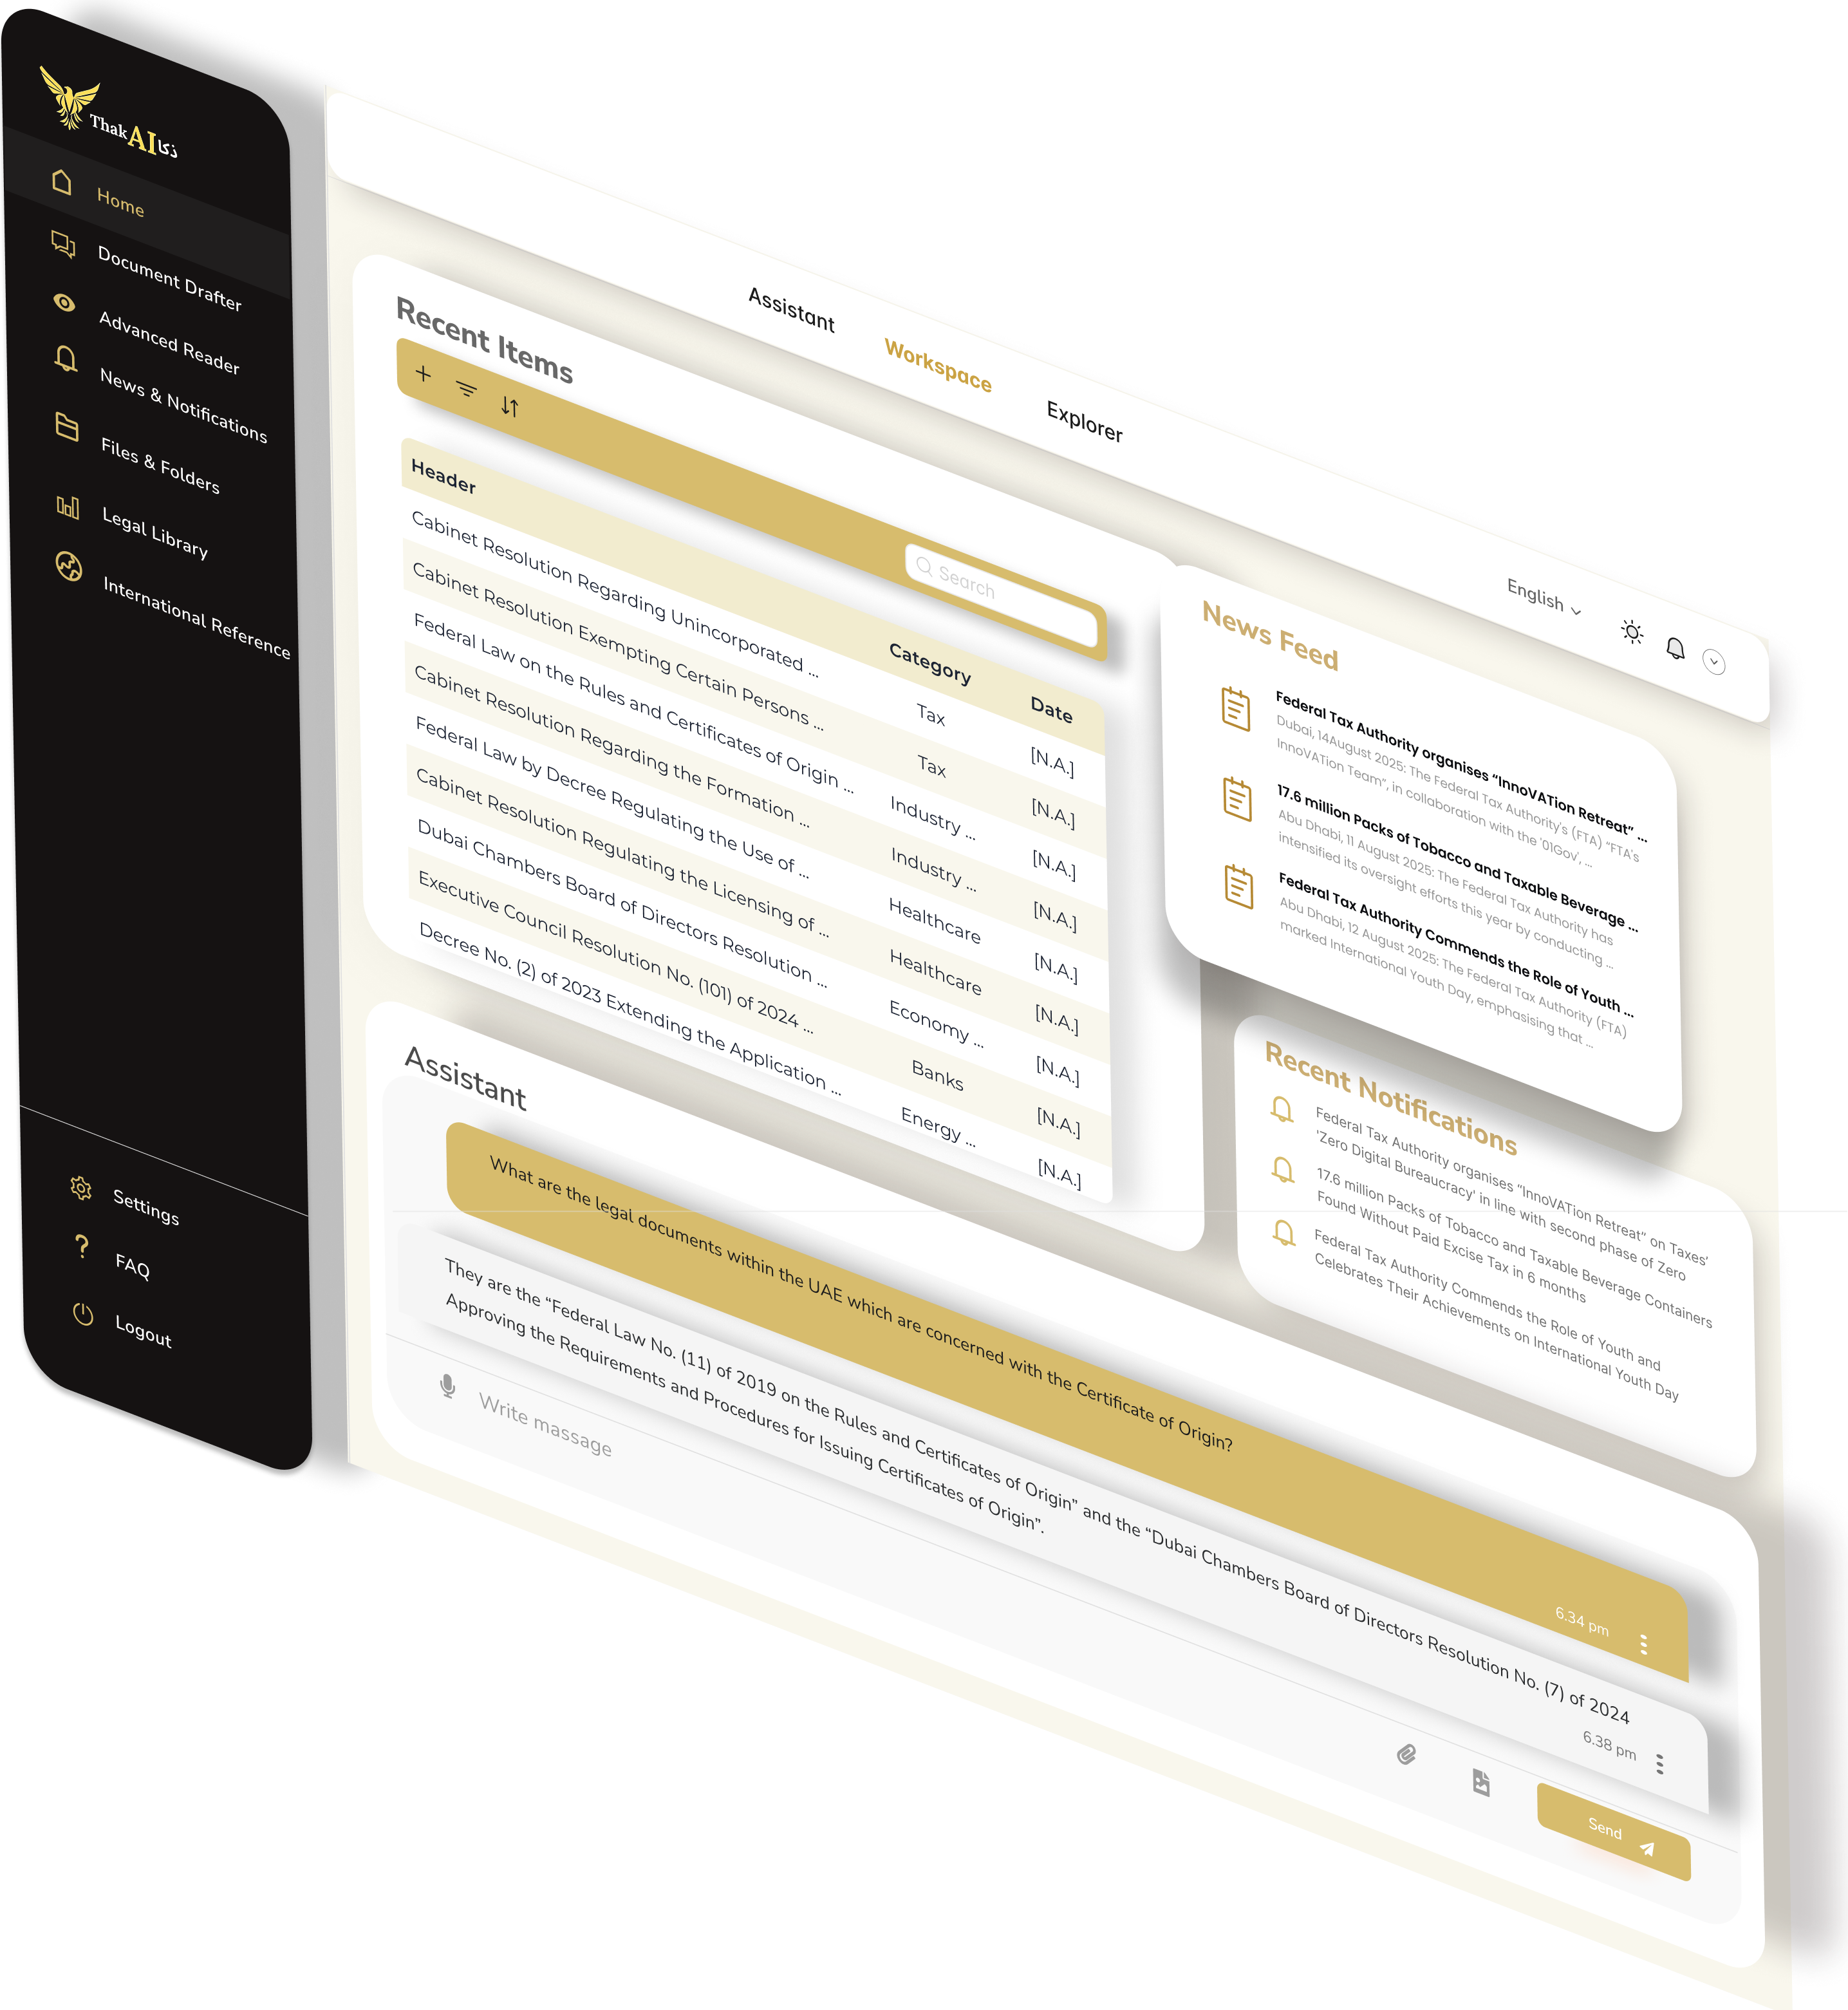 ThakAI ذكا
Home
Document Drafter
Advanced Reader
News & Notifications
Files & Folders
Legal Library
International Reference
Settings
FAQ
Logout
Assistant
Workspace
Explorer
English
Recent Items
Search
Header Category Date
Cabinet Resolution Regarding Unincorporated ... Tax [N.A.]
Cabinet Resolution Exempting Certain Persons ... Tax [N.A.]
Federal Law on the Rules and Certificates of Origin ... Industry ... [N.A.]
Cabinet Resolution Regarding the Formation ... Industry ... [N.A.]
Federal Law by Decree Regulating the Use of ... Healthcare [N.A.]
Cabinet Resolution Regulating the Licensing of ... Healthcare [N.A.]
Dubai Chambers Board of Directors Resolution ... Economy ... [N.A.]
Executive Council Resolution No. (101) of 2024 ... Banks [N.A.]
Decree No. (2) of 2023 Extending the Application ... Energy ... [N.A.]
News Feed
Federal Tax Authority organises “InnoVATion Retreat” ...
Dubai, 14August 2025: The Federal Tax Authority's (FTA) “FTA's
InnoVATion Team”, in collaboration with the '01Gov', ...
17.6 million Packs of Tobacco and Taxable Beverage ...
Abu Dhabi, 11 August 2025: The Federal Tax Authority has
intensified its oversight efforts this year by conducting ...
Federal Tax Authority Commends the Role of Youth ...
Abu Dhabi, 12 August 2025: The Federal Tax Authority (FTA)
marked International Youth Day, emphasising that ...
Recent Notifications
Federal Tax Authority organises “InnoVATion Retreat” on Taxes'
'Zero Digital Bureaucracy' in line with second phase of Zero
17.6 million Packs of Tobacco and Taxable Beverage Containers
Found Without Paid Excise Tax in 6 months
Federal Tax Authority Commends the Role of Youth and
Celebrates Their Achievements on International Youth Day
Assistant
What are the legal documents within the UAE which are concerned with the Certificate of Origin?
6.34 pm
They are the “Federal Law No. (11) of 2019 on the Rules and Certificates of Origin” and the “Dubai Chambers Board of Directors Resolution No. (7) of 2024
Approving the Requirements and Procedures for Issuing Certificates of Origin”.
6.38 pm
Write massage
Send